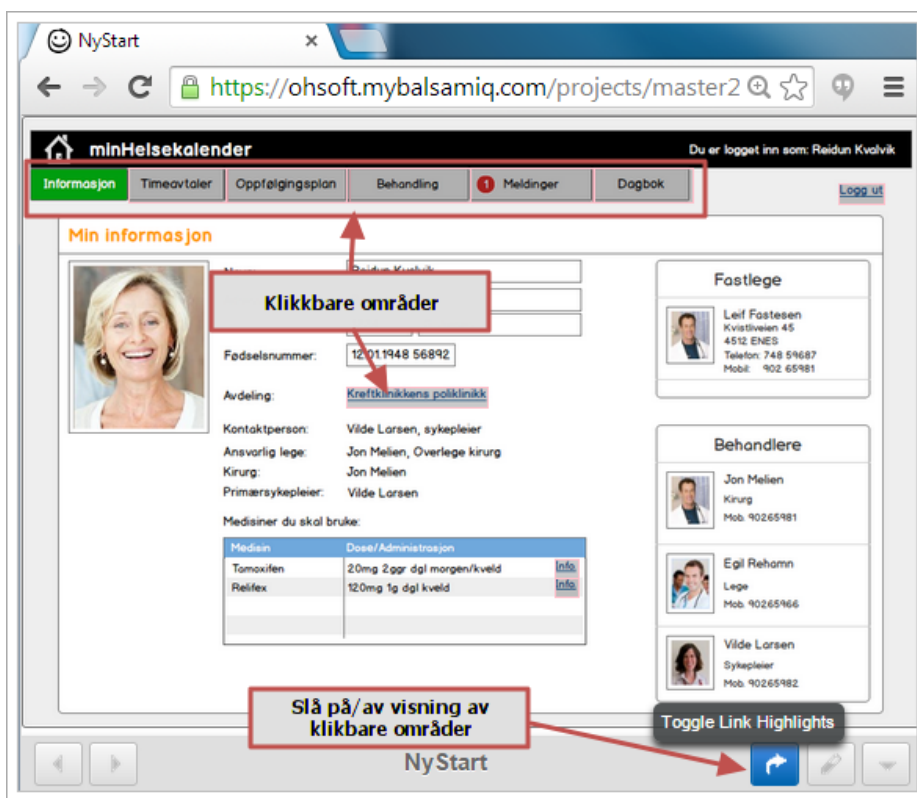 NyStart
https://ohsoft.mybalsamiq.com/projects/master2
minHelsekalender
Du er logget inn som: Reidun Kvalvik
Informasjon
Timeavtaler
Oppfølgingsplan
Behandling
1 Meldinger
Dagbok
Logg ut
Min informasjon
Klikkbare områder
Fødselsnummer: 12.01.1948 56892
Avdeling: Kreftklinikkens poliklinikk
Kontaktperson: Vilde Larsen, sykepleier
Ansvarlig lege: Jon Melien, Overlege kirurg
Kirurg: Jon Melien
Primærsykepleier: Vilde Larsen
Medisiner du skal bruke:
Medisin Dose/Administrasjon
Tamoxifen 20mg 2ggr dgl morgen/kveld Info.
Relifex 120mg 1g dgl kveld Info.
Fastlege
Leif Fastesen
Kvistliveien 45
4512 ENES
Telefon: 748 59687
Mobil: 902 65981
Behandlere
Jon Melien
Kirurg
Mob. 90265981
Egil Rehamn
Lege
Mob. 90265966
Vilde Larsen
Sykepleier
Mob. 90265982
Slå på/av visning av
klikbare områder
Toggle Link Highlights
NyStart